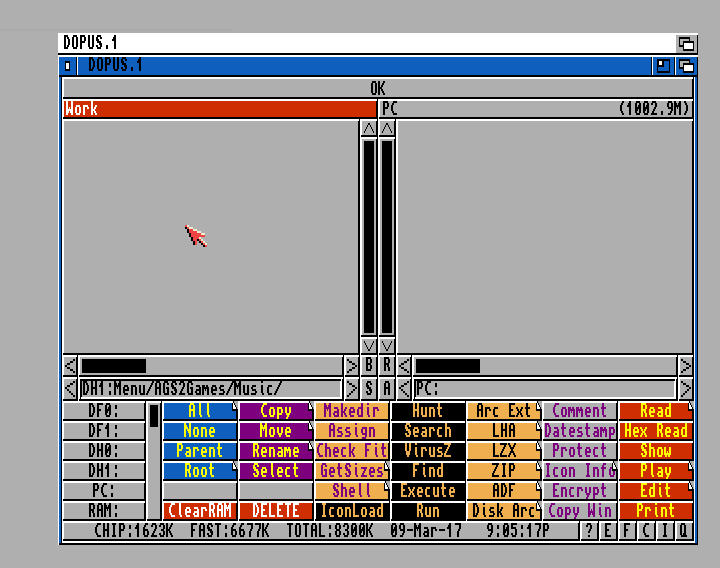 DOPUS.1
DOPUS.1
OK
Work PC (1002.9M)
B R
DH1:Menu/AGS2Games/Music/ S A PC:
DF0: All Copy Makedir Hunt Arc Ext Comment Read
DF1: None Move Assign Search LHA Datestamp Hex Read
DH0: Parent Rename Check Fit VirusZ LZX Protect Show
DH1: Root Select GetSizes Find ZIP Icon Info Play
PC: Shell Execute ADF Encrypt Edit
RAM: ClearRAM DELETE IconLoad Run Disk Arc Copy Win Print
CHIP:1623K FAST:6677K TOTAL:8300K 09-Mar-17 9:05:17P ? E F C I Q